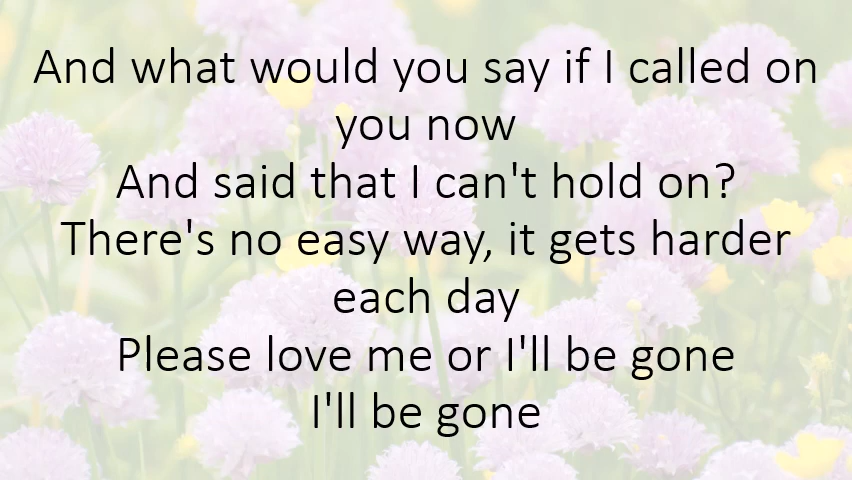 And what would you say if I called on
you now
And said that I can't hold on?
There's no easy way, it gets harder
each day
Please love me or I'll be gone
I'll be gone